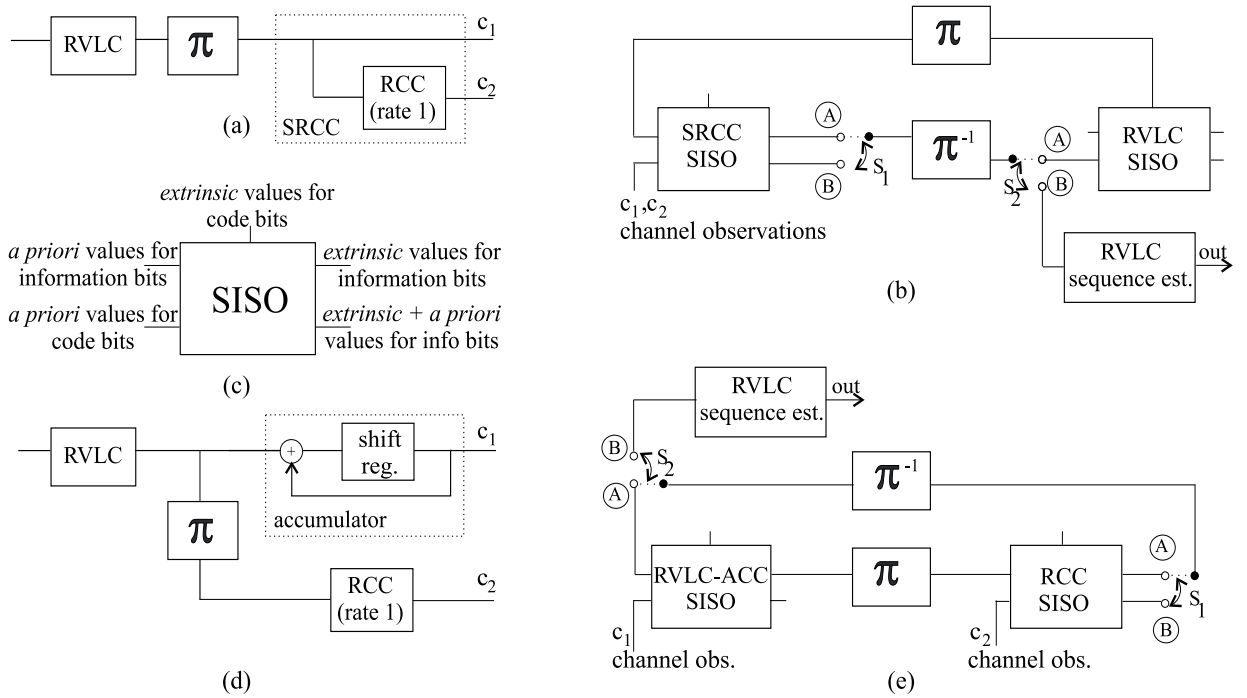 RVLC
π
c1
RCC
(rate 1)
c2
SRCC
(a)
extrinsic values for
code bits
a priori values for
information bits
extrinsic values for
information bits
SISO
a priori values for
code bits
extrinsic + a priori
values for info bits
(c)
RVLC
+
shift
reg.
c1
accumulator
π
RCC
(rate 1)
c2
(d)
π
SRCC
SISO
A
B
S1
π-1
A
B
S2
RVLC
SISO
c1,c2
channel observations
RVLC
sequence est.
out
(b)
RVLC
sequence est.
out
B
A
S2
π-1
RVLC-ACC
SISO
π
RCC
SISO
A
B
S1
c1
channel obs.
c2
channel obs.
(e)